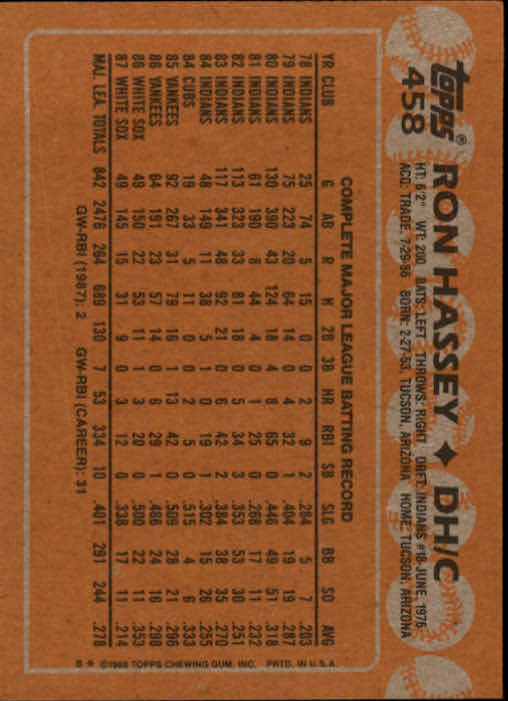 topps®
458
RON HASSEY ♦ DH/C
HT: 6'2" WT: 200 BATS: LEFT THROWS: RIGHT DRFT: INDIANS #18-JUNE, 1976
ACQ: TRADE, 7-29-86 BORN: 2-27-53, TUCSON, ARIZONA HOME: TUCSON, ARIZONA
COMPLETE MAJOR LEAGUE BATTING RECORD
YR CLUB G AB R H 2B 3B HR RBI SB SLG BB SO AVG
78 INDIANS 25 74 5 15 0 0 2 9 2 .284 5 7 .203
79 INDIANS 75 223 20 64 14 0 4 32 1 .404 19 19 .287
80 INDIANS 130 390 43 124 18 4 8 65 0 .446 49 51 .318
81 INDIANS 61 190 8 44 4 0 1 25 0 .268 17 11 .232
82 INDIANS 113 323 33 81 18 0 5 34 3 .353 53 30 .251
83 INDIANS 117 341 48 92 21 0 6 42 2 .384 38 35 .270
84 INDIANS 48 149 11 38 5 1 0 19 1 .302 15 26 .255
84 CUBS 19 33 5 11 0 0 2 5 0 .515 4 6 .333
85 YANKEES 92 267 31 79 16 1 13 42 0 .509 28 21 .296
86 YANKEES 64 191 23 57 14 0 6 29 1 .466 24 16 .298
86 WHITE SOX 49 150 22 53 11 1 3 20 0 .500 22 11 .353
87 WHITE SOX 49 145 15 31 9 0 3 12 0 .338 17 11 .214
MAJ. LEA. TOTALS 842 2476 264 689 130 7 53 334 10 .401 291 244 .278
GW-RBI (1987): 2 GW-RBI (CAREER): 31
B * ©1988 TOPPS CHEWING GUM, INC. PRTD. IN U.S.A.